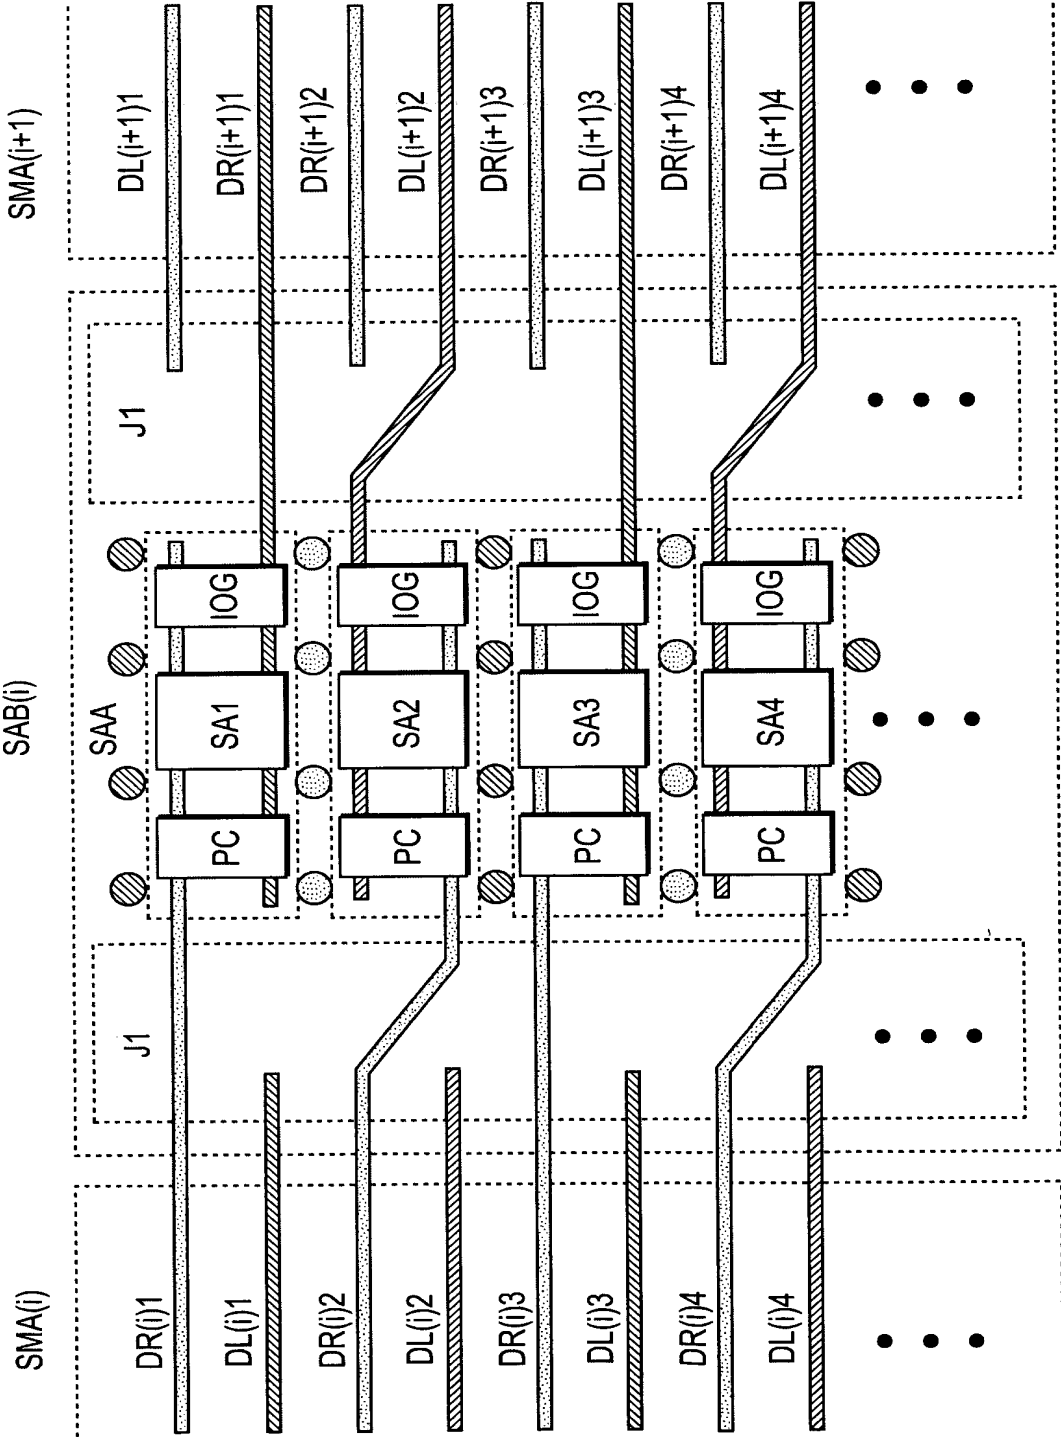 SMA(i) SAB(i) SMA(i+1)
SAA
J1 J1
DR(i)1 PC SA1 IOG DL(i+1)1
DL(i)1 DR(i+1)1
DR(i)2 PC SA2 IOG DR(i+1)2
DL(i)2 DL(i+1)2
DR(i)3 PC SA3 IOG DR(i+1)3
DL(i)3 DL(i+1)3
DR(i)4 PC SA4 IOG DR(i+1)4
DL(i)4 DL(i+1)4